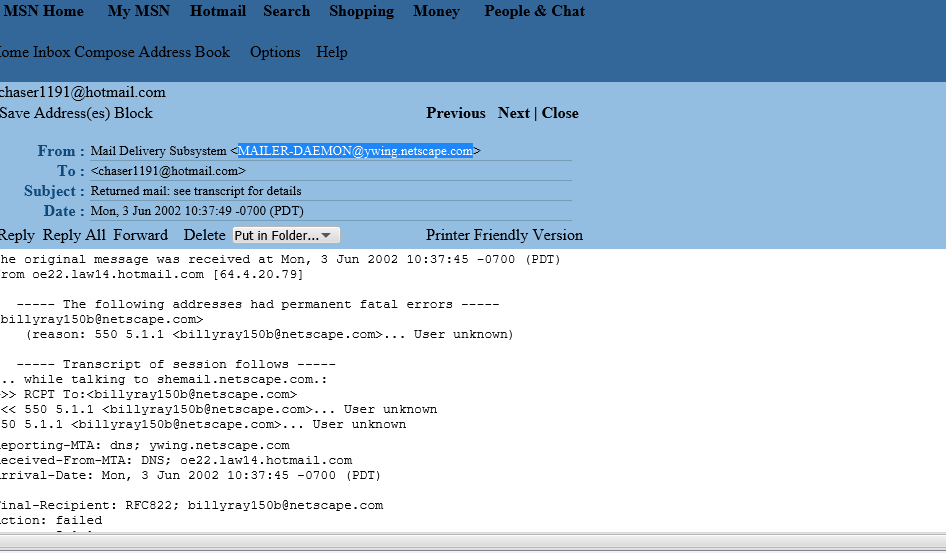 MSN Home My MSN Hotmail Search Shopping Money People & Chat
ome Inbox Compose Address Book Options Help
chaser1191@hotmail.com
Save Address(es) Block Previous Next | Close
From : Mail Delivery Subsystem <MAILER-DAEMON@ywing.netscape.com>
To : <chaser1191@hotmail.com>
Subject : Returned mail: see transcript for details
Date : Mon, 3 Jun 2002 10:37:49 -0700 (PDT)
Reply Reply All Forward Delete Put in Folder... Printer Friendly Version
he original message was received at Mon, 3 Jun 2002 10:37:45 -0700 (PDT)
rom oe22.law14.hotmail.com [64.4.20.79]
----- The following addresses had permanent fatal errors -----
billyray150b@netscape.com>
(reason: 550 5.1.1 <billyray150b@netscape.com>... User unknown)
----- Transcript of session follows -----
.. while talking to shemail.netscape.com.:
>> RCPT To:<billyray150b@netscape.com>
<< 550 5.1.1 <billyray150b@netscape.com>... User unknown
50 5.1.1 <billyray150b@netscape.com>... User unknown
eporting-MTA: dns; ywing.netscape.com
eceived-From-MTA: DNS; oe22.law14.hotmail.com
rrival-Date: Mon, 3 Jun 2002 10:37:45 -0700 (PDT)
inal-Recipient: RFC822; billyray150b@netscape.com
ction: failed